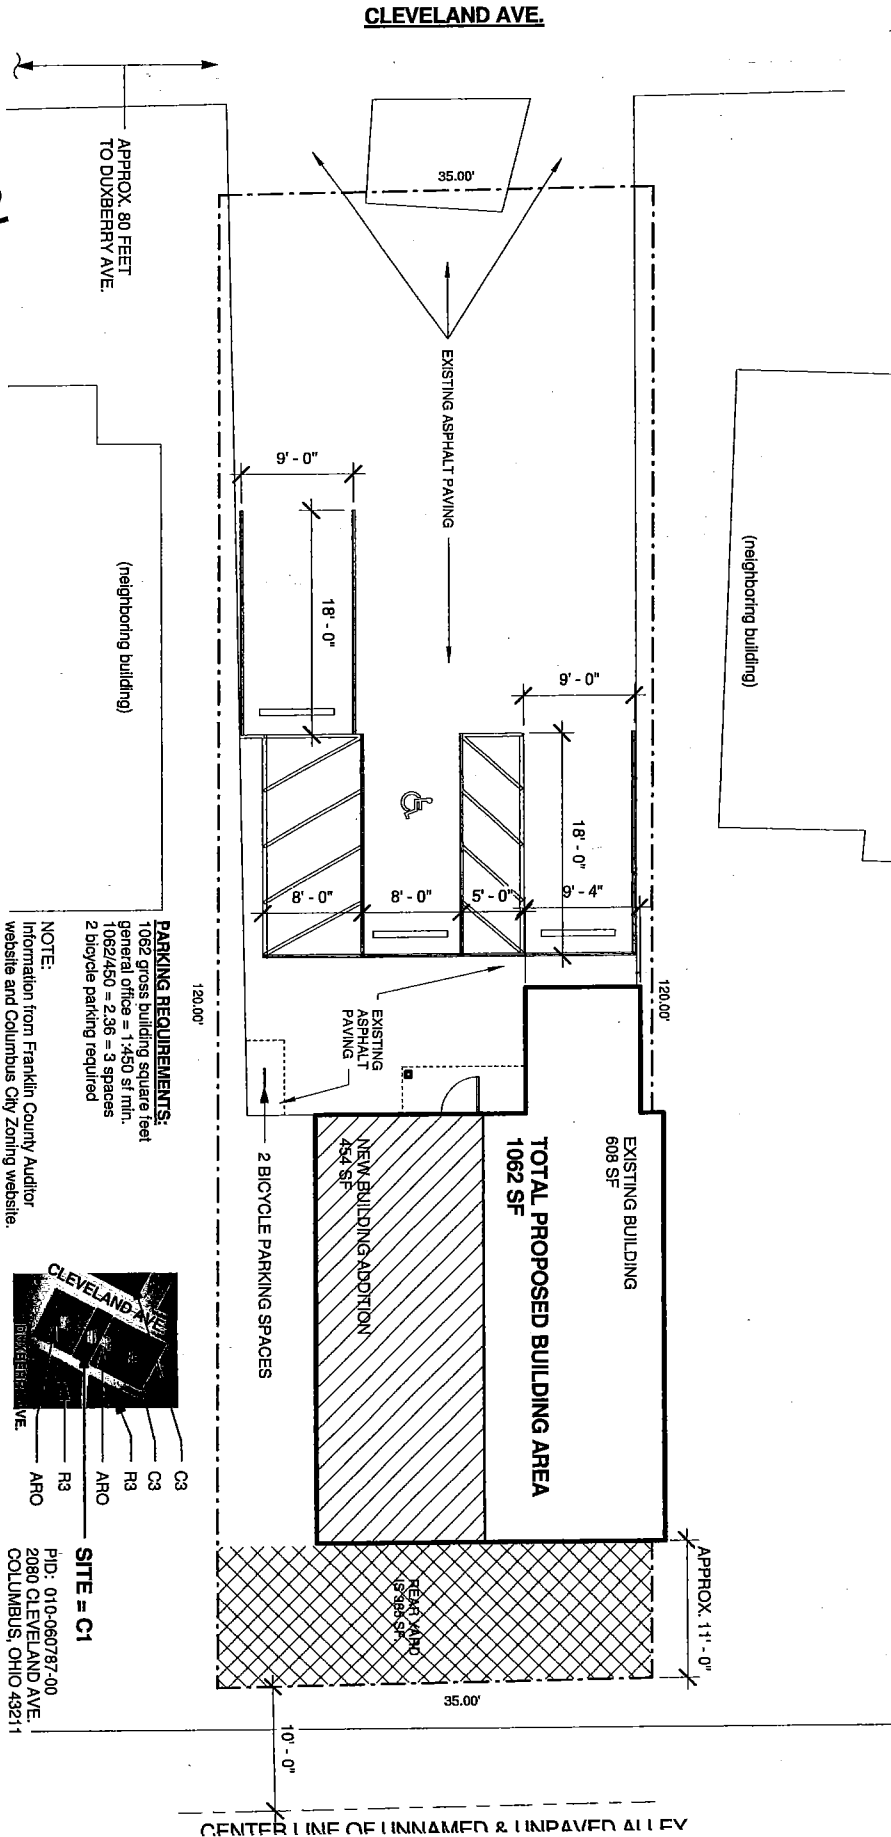 CLEVELAND AVE.
APPROX. 80 FEET
TO DUXBERRY AVE.
35.00'
EXISTING ASPHALT PAVING
9' - 0"
18' - 0"
(neighboring building)
(neighboring building)
9' - 0"
18' - 0"
8' - 0"
8' - 0"
5' - 0"
9' - 4"
120.00'
120.00'
EXISTING
ASPHALT
PAVING
PARKING REQUIREMENTS:
1062 gross building square feet
general office = 1:450 sf min.
1062/450 = 2.36 = 3 spaces
2 bicycle parking required
NOTE:
Information from Franklin County Auditor
website and Columbus City Zoning website.
2 BICYCLE PARKING SPACES
EXISTING BUILDING
608 SF
TOTAL PROPOSED BUILDING AREA
1062 SF
NEW BUILDING ADDITION
454 SF
CLEVELAND AVE.
C3
C3
R3
ARO
R3
ARO
SITE = C1
PID: 010-060787-00
2080 CLEVELAND AVE.
COLUMBUS, OHIO 43211
REAR YARD
APPROX. 11' - 0"
35.00'
10' - 0"
CENTER LINE OF UNNAMED & UNPAVED ALLEY